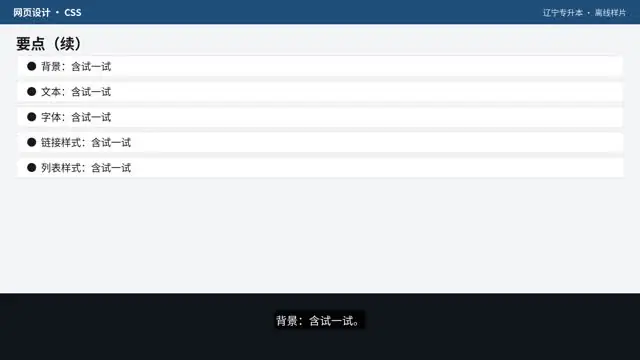 网页设计 · CSS
辽宁专升本 · 离线样片
要点（续）
● 背景：含试一试
● 文本：含试一试
● 字体：含试一试
● 链接样式：含试一试
● 列表样式：含试一试
背景：含试一试。